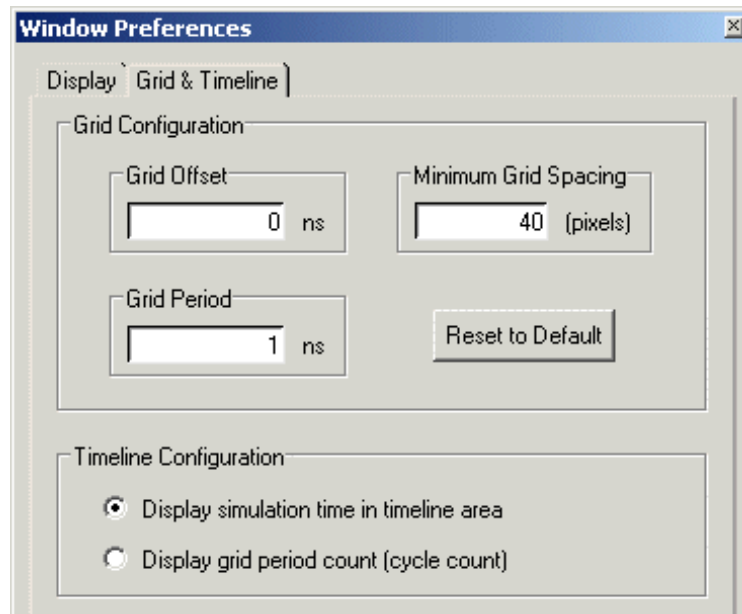 Window Preferences
Display
Grid & Timeline
Grid Configuration
Grid Offset
0 ns
Minimum Grid Spacing
40 (pixels)
Grid Period
1 ns
Reset to Default
Timeline Configuration
Display simulation time in timeline area
Display grid period count (cycle count)